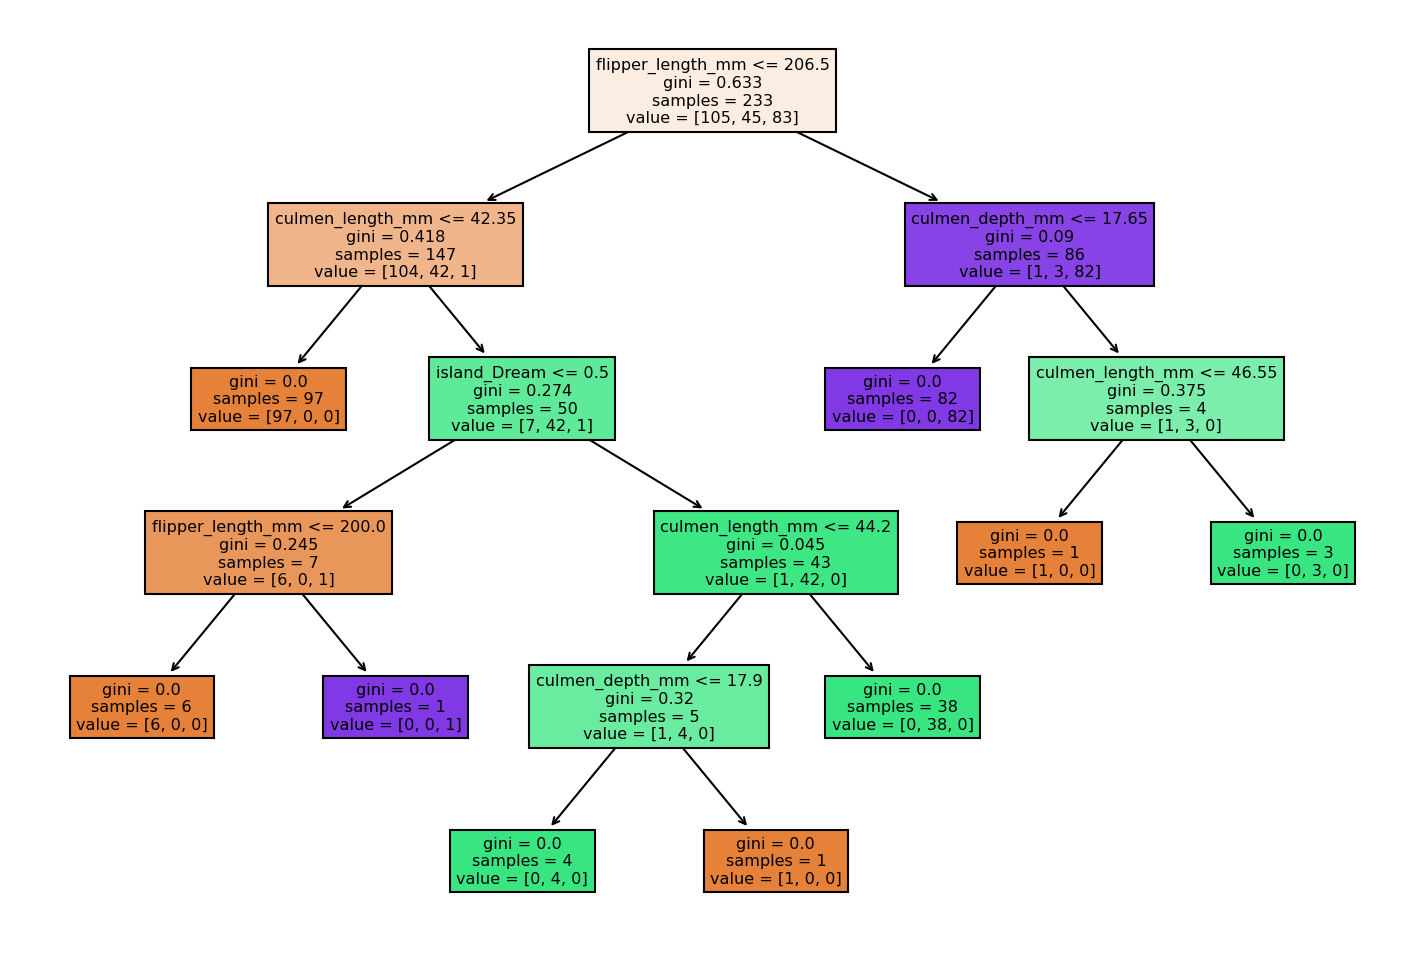 flipper_length_mm <= 206.5
gini = 0.633
samples = 233
value = [105, 45, 83]
culmen_length_mm <= 42.35
gini = 0.418
samples = 147
value = [104, 42, 1]
culmen_depth_mm <= 17.65
gini = 0.09
samples = 86
value = [1, 3, 82]
gini = 0.0
samples = 97
value = [97, 0, 0]
island_Dream <= 0.5
gini = 0.274
samples = 50
value = [7, 42, 1]
gini = 0.0
samples = 82
value = [0, 0, 82]
culmen_length_mm <= 46.55
gini = 0.375
samples = 4
value = [1, 3, 0]
flipper_length_mm <= 200.0
gini = 0.245
samples = 7
value = [6, 0, 1]
culmen_length_mm <= 44.2
gini = 0.045
samples = 43
value = [1, 42, 0]
gini = 0.0
samples = 1
value = [1, 0, 0]
gini = 0.0
samples = 3
value = [0, 3, 0]
gini = 0.0
samples = 6
value = [6, 0, 0]
gini = 0.0
samples = 1
value = [0, 0, 1]
culmen_depth_mm <= 17.9
gini = 0.32
samples = 5
value = [1, 4, 0]
gini = 0.0
samples = 38
value = [0, 38, 0]
gini = 0.0
samples = 4
value = [0, 4, 0]
gini = 0.0
samples = 1
value = [1, 0, 0]